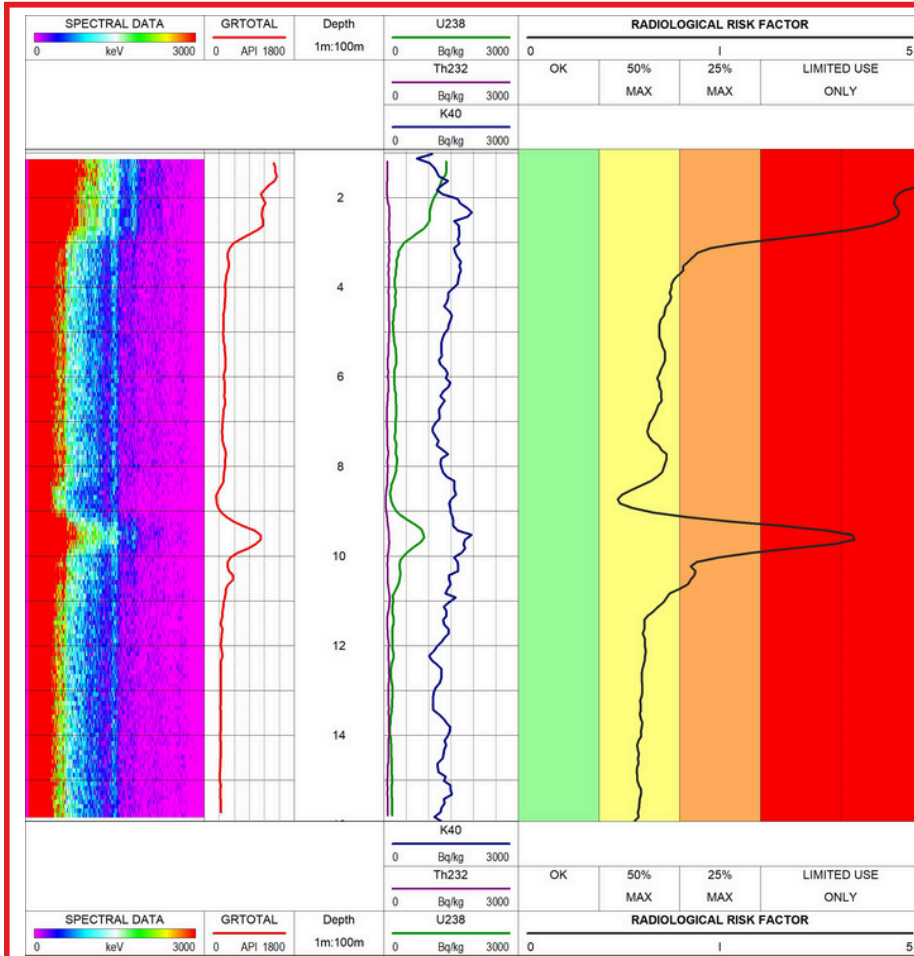 SPECTRAL DATA
0 keV 3000
GRTOTAL
0 API 1800
Depth
1m:100m
U238
0 Bq/kg 3000
Th232
0 Bq/kg 3000
K40
0 Bq/kg 3000
RADIOLOGICAL RISK FACTOR
0 I 5
OK
50%
MAX
25%
MAX
LIMITED USE
ONLY
2
4
6
8
10
12
14
K40
0 Bq/kg 3000
Th232
0 Bq/kg 3000
U238
0 Bq/kg 3000
OK
50%
MAX
25%
MAX
LIMITED USE
ONLY
SPECTRAL DATA
0 keV 3000
GRTOTAL
0 API 1800
Depth
1m:100m
RADIOLOGICAL RISK FACTOR
0 I 5